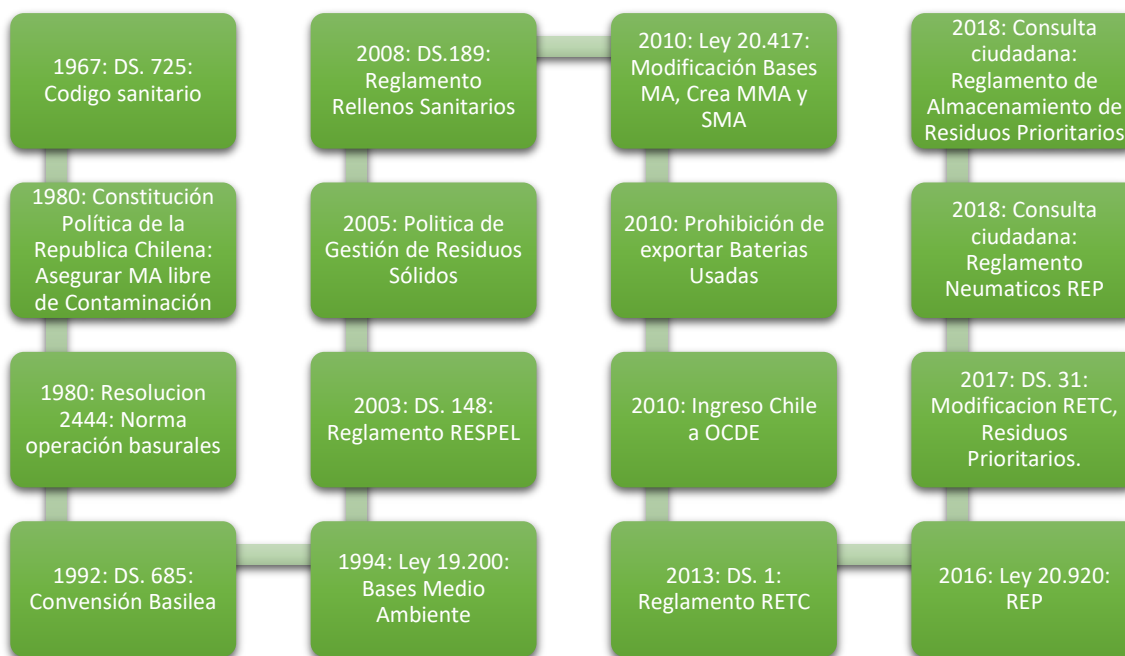 1967: DS. 725:
Codigo sanitario
1980: Constitución
Política de la
Republica Chilena:
Asegurar MA libre
de Contaminación
1980: Resolucion
2444: Norma
operación basurales
1992: DS. 685:
Convensión Basilea
1994: Ley 19.200:
Bases Medio
Ambiente
2003: DS. 148:
Reglamento RESPEL
2005: Politica de
Gestión de Residuos
Sólidos
2008: DS.189:
Reglamento
Rellenos Sanitarios
2010: Ley 20.417:
Modificación Bases
MA, Crea MMA y
SMA
2010: Prohibición de
exportar Baterias
Usadas
2010: Ingreso Chile
a OCDE
2013: DS. 1:
Reglamento RETC
2016: Ley 20.920:
REP
2017: DS. 31:
Modificacion RETC,
Residuos
Prioritarios.
2018: Consulta
ciudadana:
Reglamento
Neumaticos REP
2018: Consulta
ciudadana:
Reglamento de
Almacenamiento de
Residuos Prioritarios